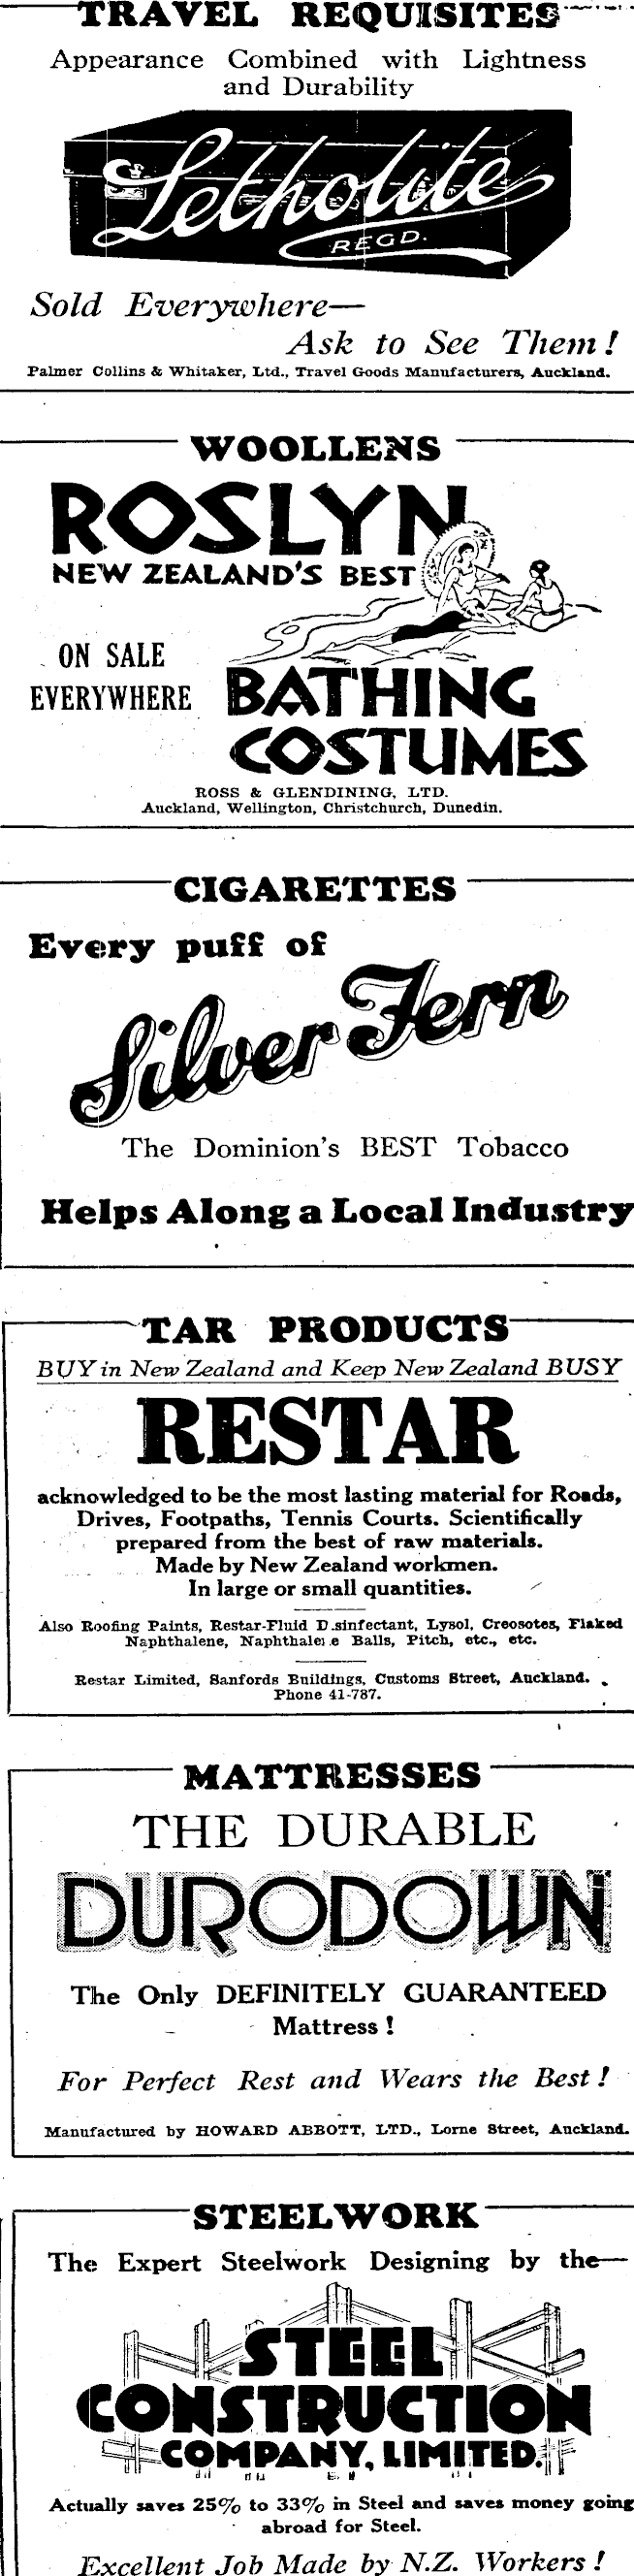 TRAVEL REQUISITES
Appearance Combined with Lightness
and Durability
Letholite
REGD.
Sold Everywhere—
Ask to See Them!
Palmer Collins & Whitaker, Ltd., Travel Goods Manufacturers, Auckland.
WOOLLENS
ROSLYN
NEW ZEALAND'S BEST
ON SALE
EVERYWHERE
BATHING
COSTUMES
ROSS & GLENDINING, LTD.
Auckland, Wellington, Christchurch, Dunedin.
CIGARETTES
Every puff of
Silver Fern
The Dominion's BEST Tobacco
Helps Along a Local Industry
TAR PRODUCTS
BUY in New Zealand and Keep New Zealand BUSY
RESTAR
acknowledged to be the most lasting material for Roads,
Drives, Footpaths, Tennis Courts. Scientifically
prepared from the best of raw materials.
Made by New Zealand workmen.
In large or small quantities.
Also Roofing Paints, Restar-Fluid D.sinfectant, Lysol, Creosotes, Flaked
Naphthalene, Naphthalene Balls, Pitch, etc., etc.
Restar Limited, Sanfords Buildings, Customs Street, Auckland.
Phone 41-787.
MATTRESSES
THE DURABLE
DURODOWN
The Only DEFINITELY GUARANTEED
Mattress!
For Perfect Rest and Wears the Best!
Manufactured by HOWARD ABBOTT, LTD., Lorne Street, Auckland.
STEELWORK
The Expert Steelwork Designing by the—
STEEL
CONSTRUCTION
COMPANY, LIMITED.
Actually saves 25% to 33% in Steel and saves money going
abroad for Steel.
Excellent Job Made by N.Z. Workers!